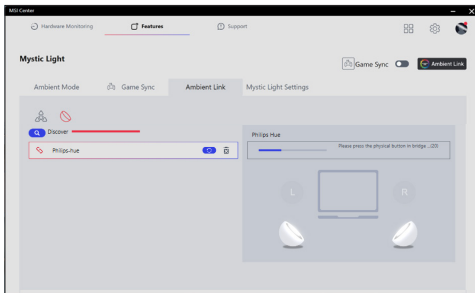 MSI Center
Hardware Monitoring
Features
Support
Mystic Light
Game Sync
Ambient Link
Ambient Mode
Game Sync
Ambient Link
Mystic Light Settings
Discover
Philips-hue
Philips Hue
Please press the physical button in bridge ...(20)
L
R